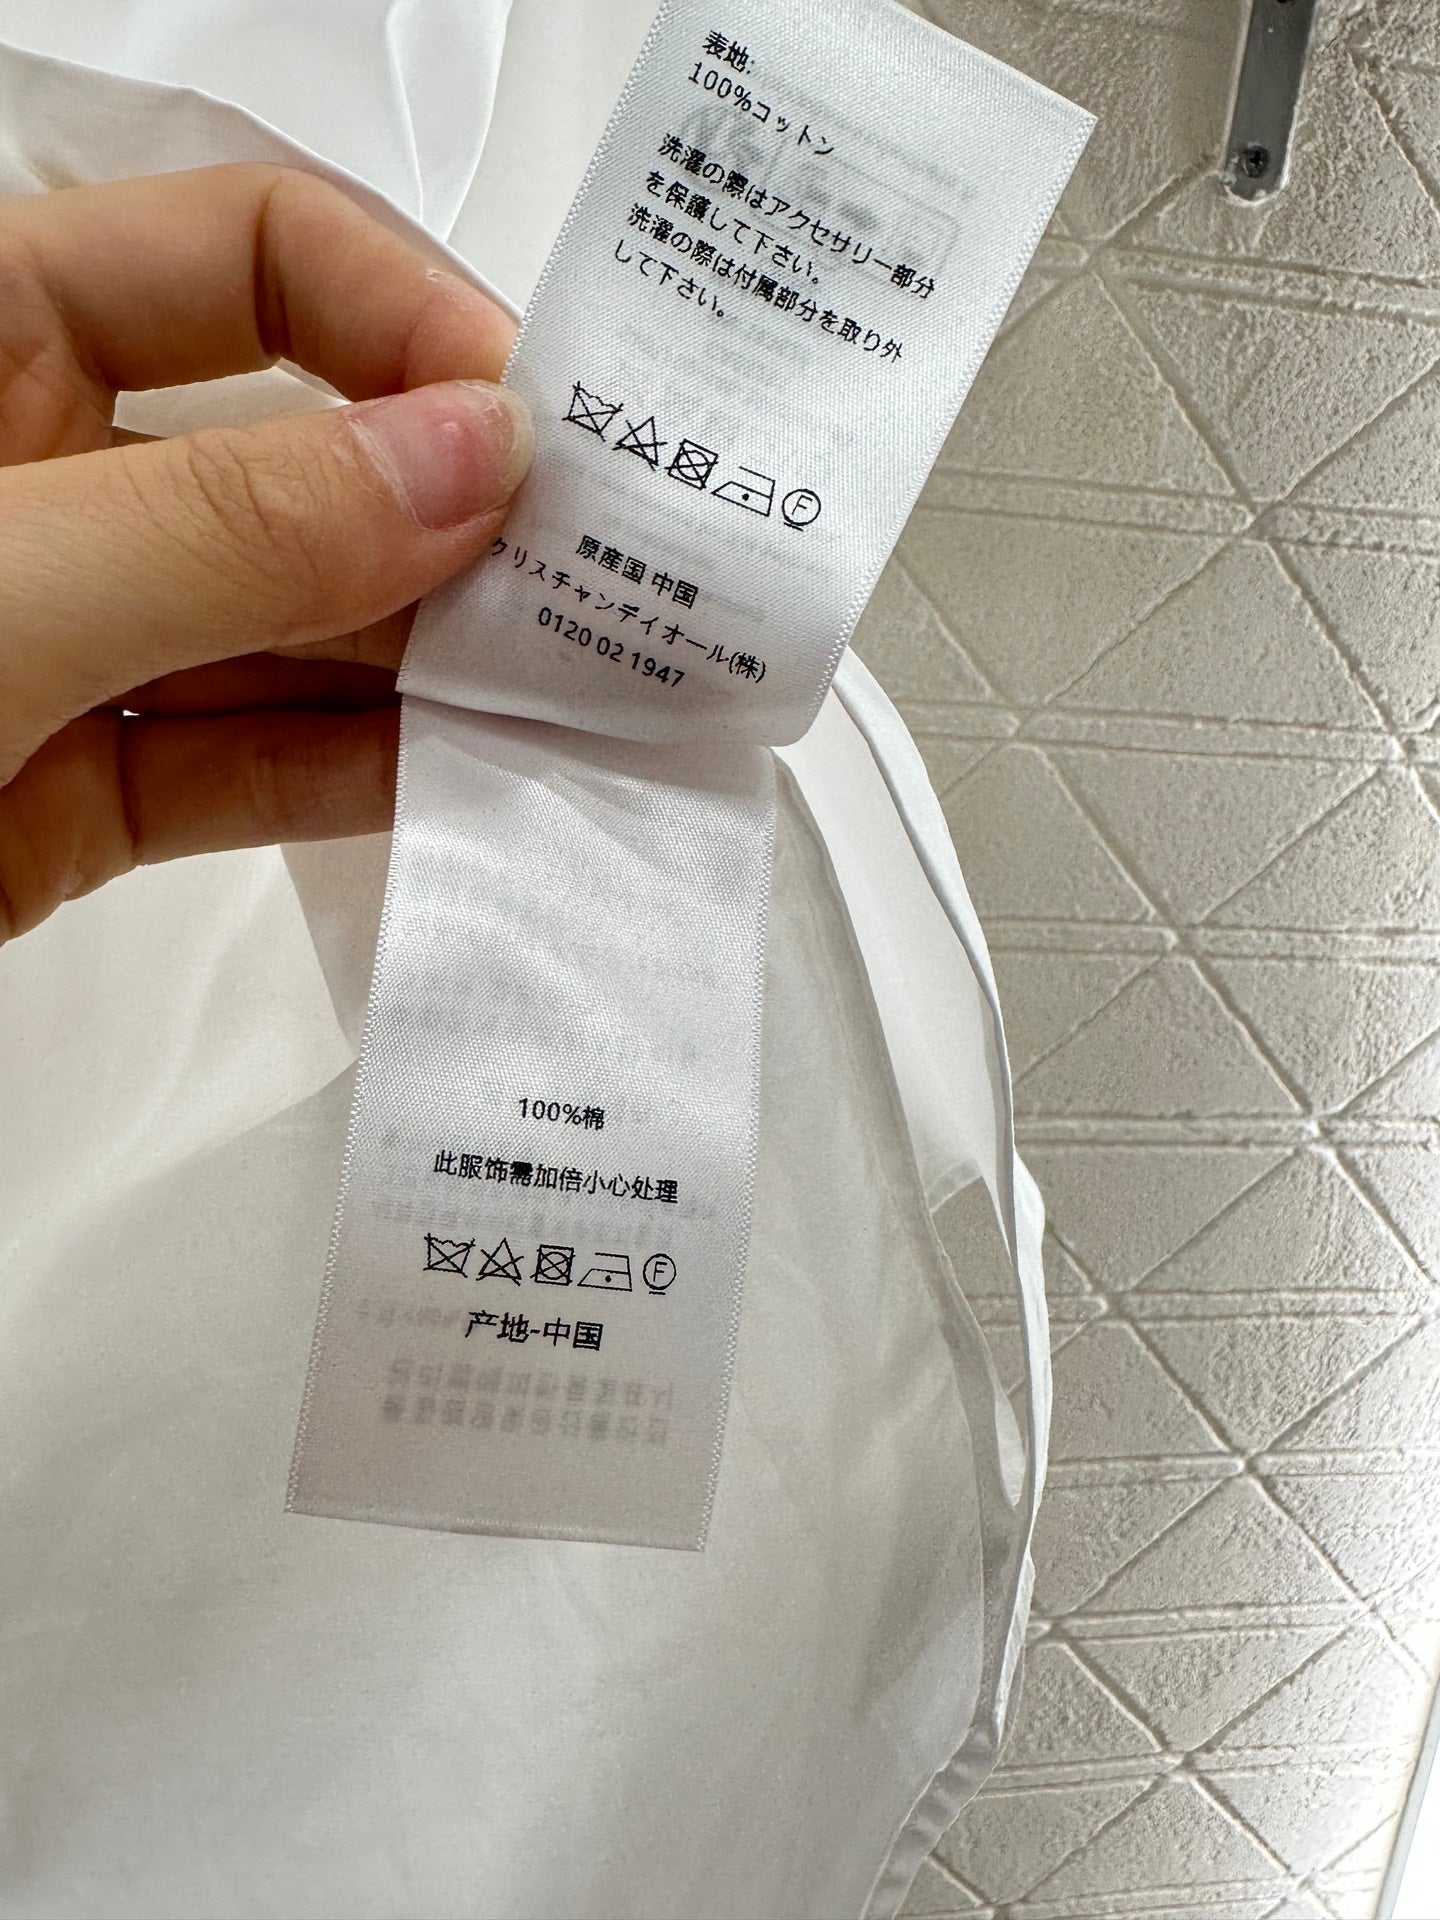 表地:
100%コットン
洗濯の際はアクセサリー部分
を保護して下さい。
洗濯の際は付属部分を取り外
して下さい。
F
原産国 中国
クリスチャンディオール(株)
0120 02 1947
100%棉
此服饰需加倍小心处理
F
产地-中国